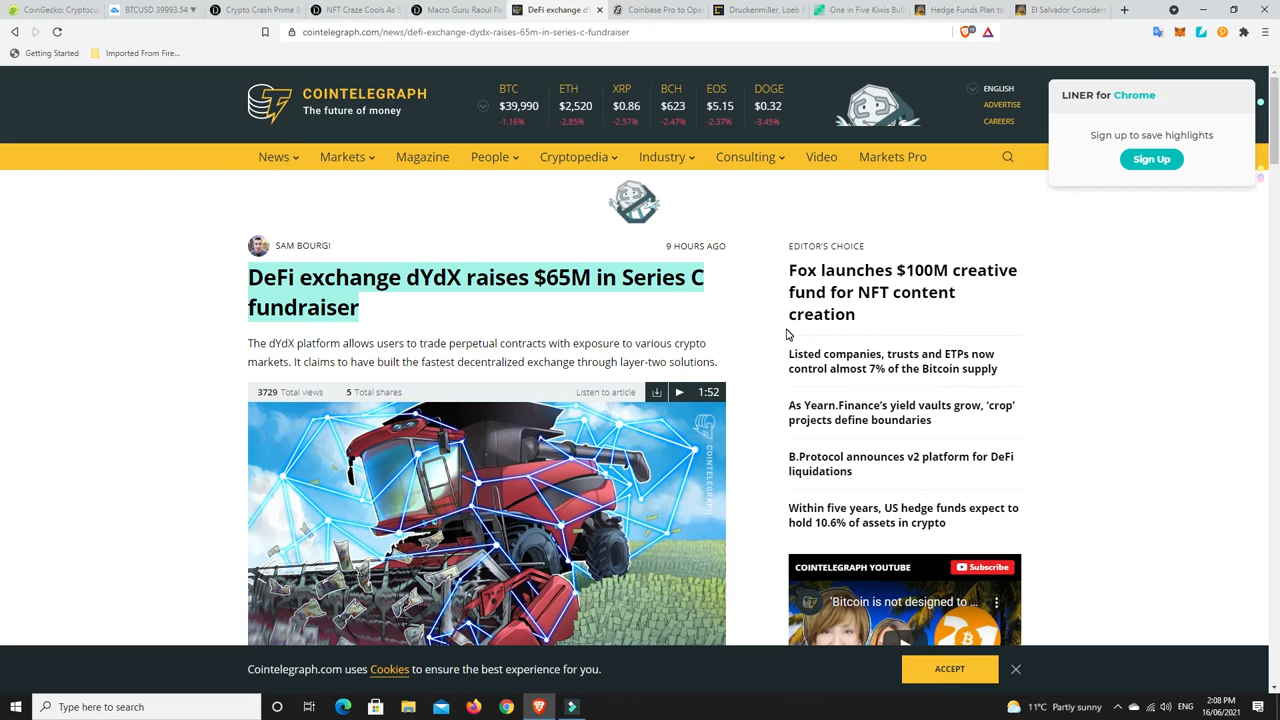 CoinGecko: Cryptocu
BTCUSD 39993.54
Crypto Crash Prime
NFT Craze Cools As S
Macro Guru Raoul Pa
DeFi exchange dY
Coinbase Pro to Open
Druckenmiller, Loeb
One in Five Kiwis
Hedge Funds Plan to
El Salvador Considers
cointelegraph.com/news/defi-exchange-dydx-raises-65m-in-series-c-fundraiser
Getting Started
Imported From Fire...
COINTELEGRAPH
The future of money
BTC ETH XRP BCH EOS DOGE
$39,990 $2,520 $0.86 $623 $5.15 $0.32
-1.16% -2.85% -2.57% -2.47% -2.37% -3.45%
ENGLISH
ADVERTISE
CAREERS
LINER for Chrome
Sign up to save highlights
Sign Up
News Markets Magazine People Cryptopedia Industry Consulting Video Markets Pro
SAM BOURGI
9 HOURS AGO
DeFi exchange dYdX raises $65M in Series C
fundraiser
The dYdX platform allows users to trade perpetual contracts with exposure to various crypto
markets. It claims to have built the fastest decentralized exchange through layer-two solutions.
3729 Total views 5 Total shares Listen to article 1:52
COINTELEGRAPH
EDITOR'S CHOICE
Fox launches $100M creative
fund for NFT content
creation
Listed companies, trusts and ETPs now
control almost 7% of the Bitcoin supply
As Yearn.Finance's yield vaults grow, 'crop'
projects define boundaries
B.Protocol announces v2 platform for DeFi
liquidations
Within five years, US hedge funds expect to
hold 10.6% of assets in crypto
COINTELEGRAPH YOUTUBE
Subscribe
'Bitcoin is not designed to ...
Cointelegraph.com uses Cookies to ensure the best experience for you.
ACCEPT
Type here to search
11°C Partly sunny
2:08 PM
16/06/2021